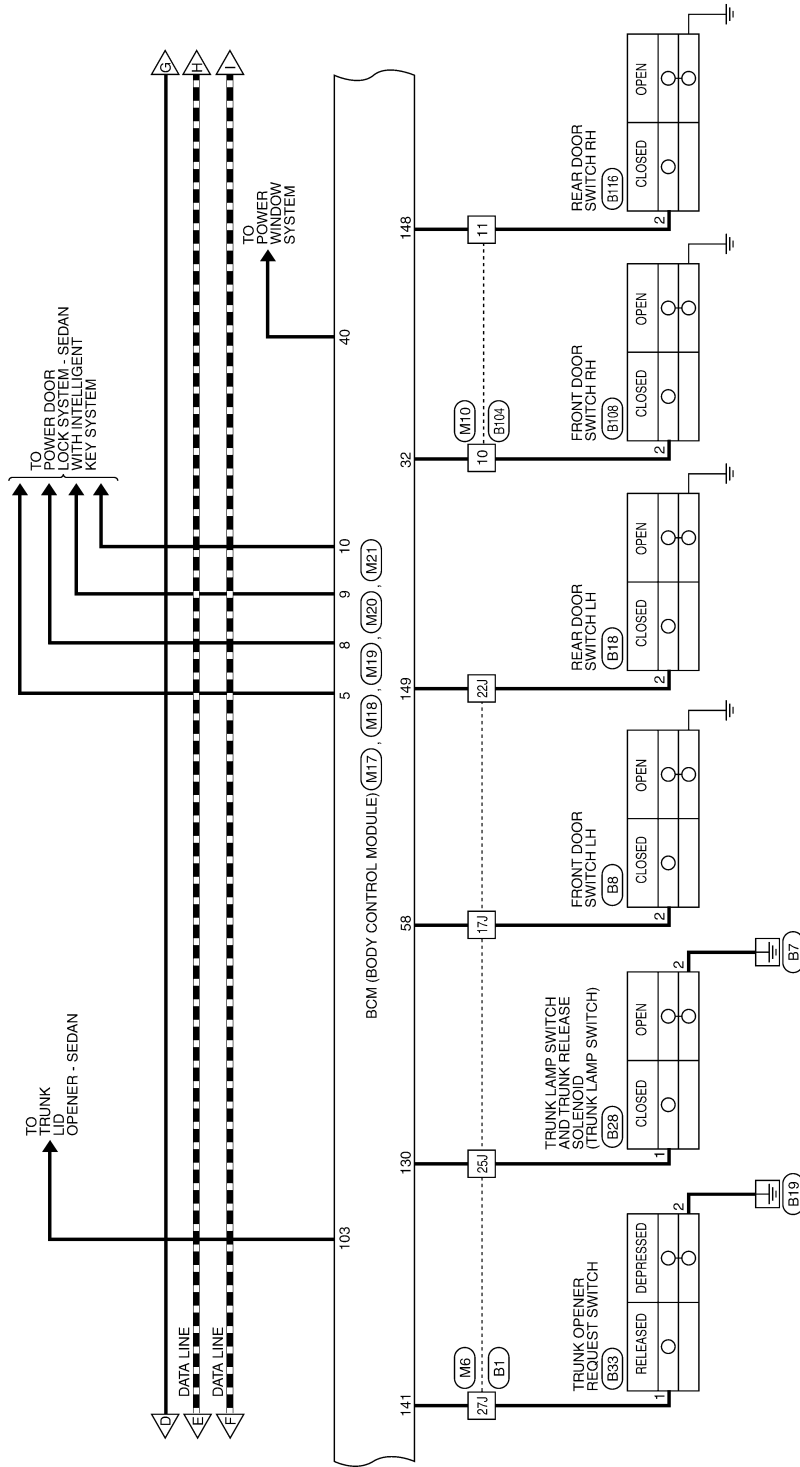 D
E
F
DATA LINE
DATA LINE
G
H
I
TO
TRUNK
LID
OPENER - SEDAN
TO
POWER DOOR
LOCK SYSTEM - SEDAN
WITH INTELLIGENT
KEY SYSTEM
TO
POWER
WINDOW
SYSTEM
103
5
8
9
10
40
BCM (BODY CONTROL MODULE) M17 , M18 , M19 , M20 , M21
141
130
58
149
32
148
M6
B1
27J
25J
17J
22J
M10
B104
10
11
TRUNK OPENER
REQUEST SWITCH
B33
RELEASED
DEPRESSED
1
2
B19
TRUNK LAMP SWITCH
AND TRUNK RELEASE
SOLENOID
(TRUNK LAMP SWITCH)
B28
CLOSED
OPEN
1
2
B7
FRONT DOOR
SWITCH LH
B8
CLOSED
OPEN
2
REAR DOOR
SWITCH LH
B18
CLOSED
OPEN
2
FRONT DOOR
SWITCH RH
B108
CLOSED
OPEN
2
REAR DOOR
SWITCH RH
B116
CLOSED
OPEN
2